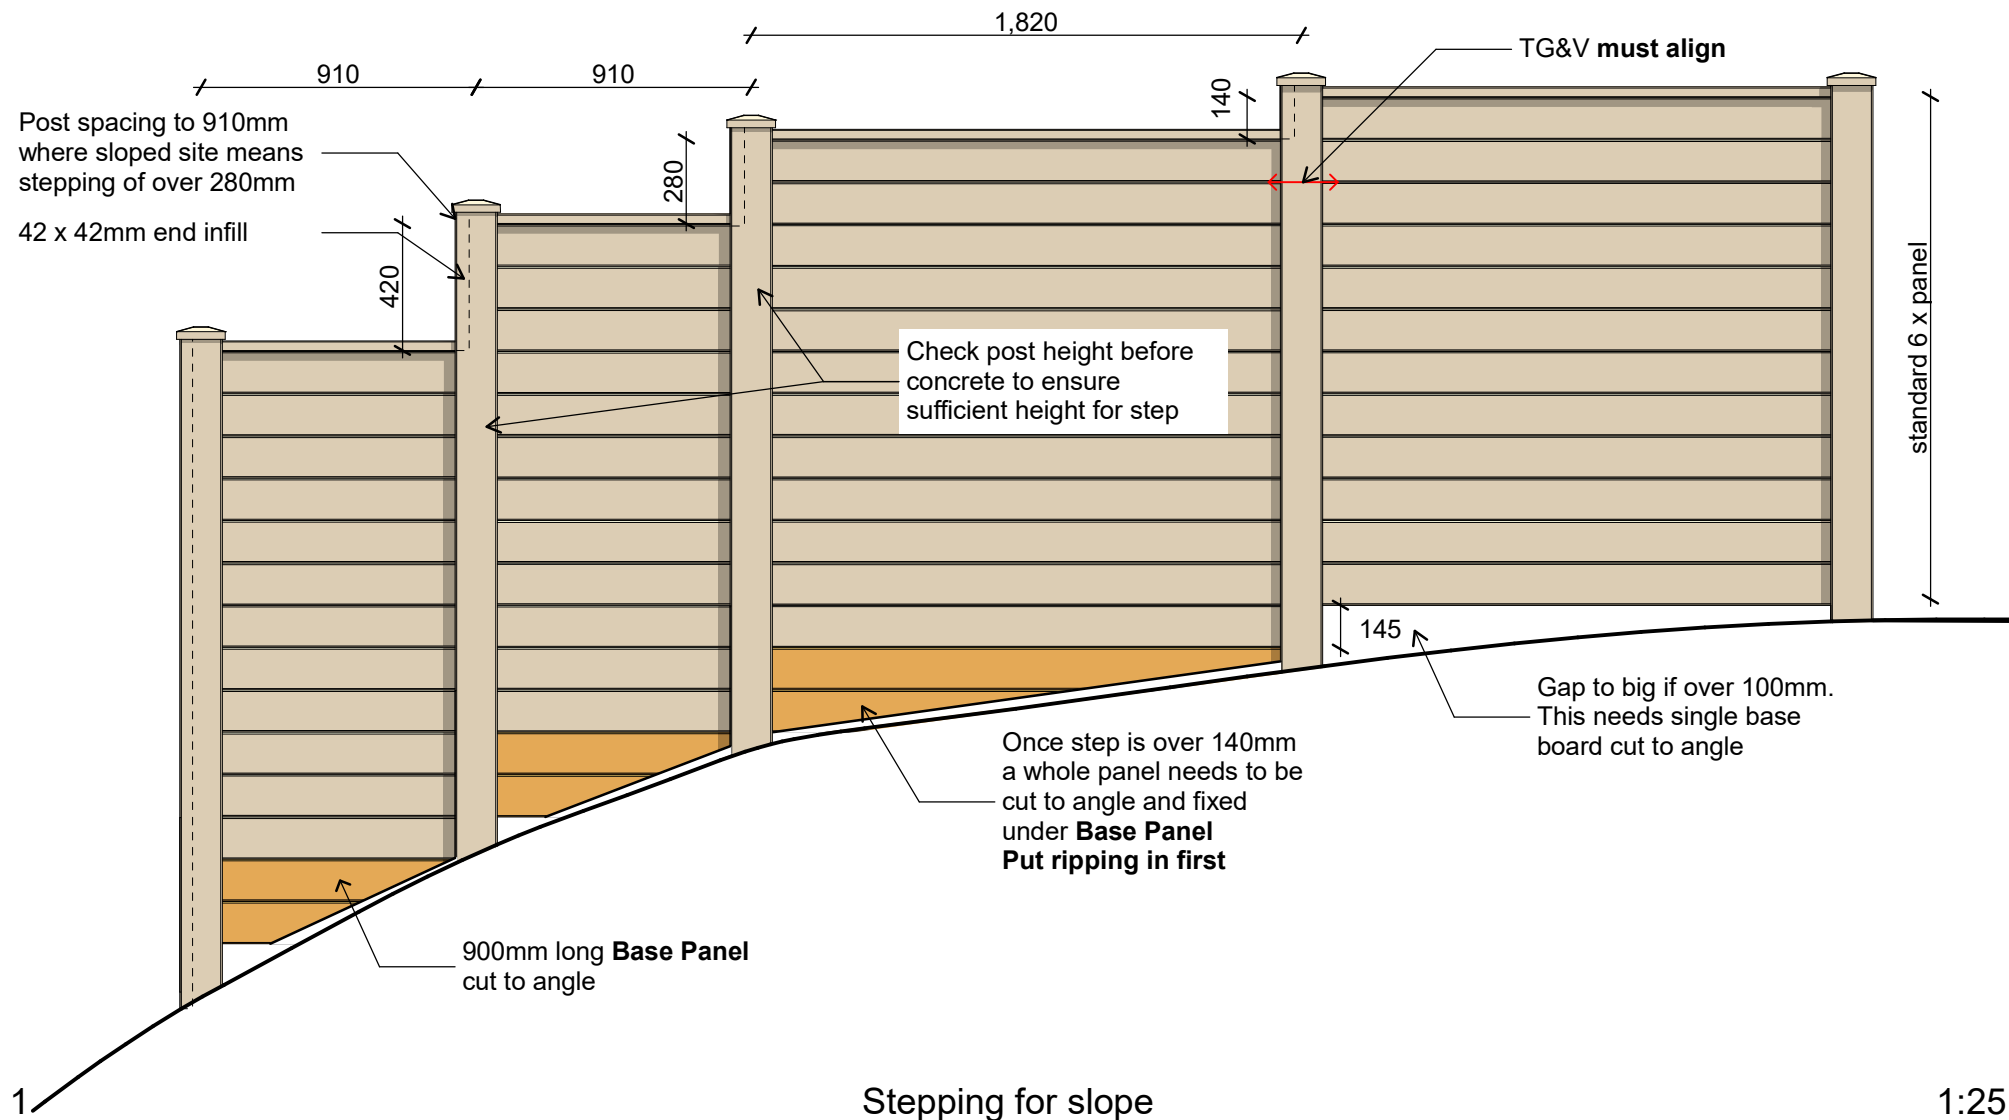 1,820
910
910
TG&V must align
140
Post spacing to 910mm
where sloped site means
stepping of over 280mm
280
42 x 42mm end infill
420
standard 6 x panel
Check post height before
concrete to ensure
sufficient height for step
145
Gap to big if over 100mm.
This needs single base
board cut to angle
Once step is over 140mm
a whole panel needs to be
cut to angle and fixed
under Base Panel
Put ripping in first
900mm long Base Panel
cut to angle
1
Stepping for slope
1:25